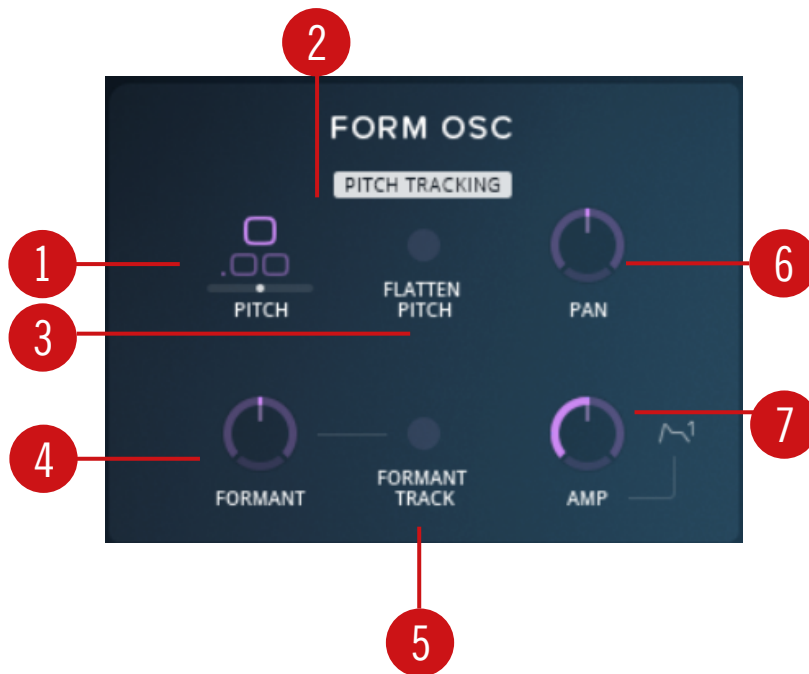 2
FORM OSC
PITCH TRACKING
1
6
PITCH
FLATTEN
PITCH
PAN
3
4
7
1
FORMANT
FORMANT
TRACK
AMP
5